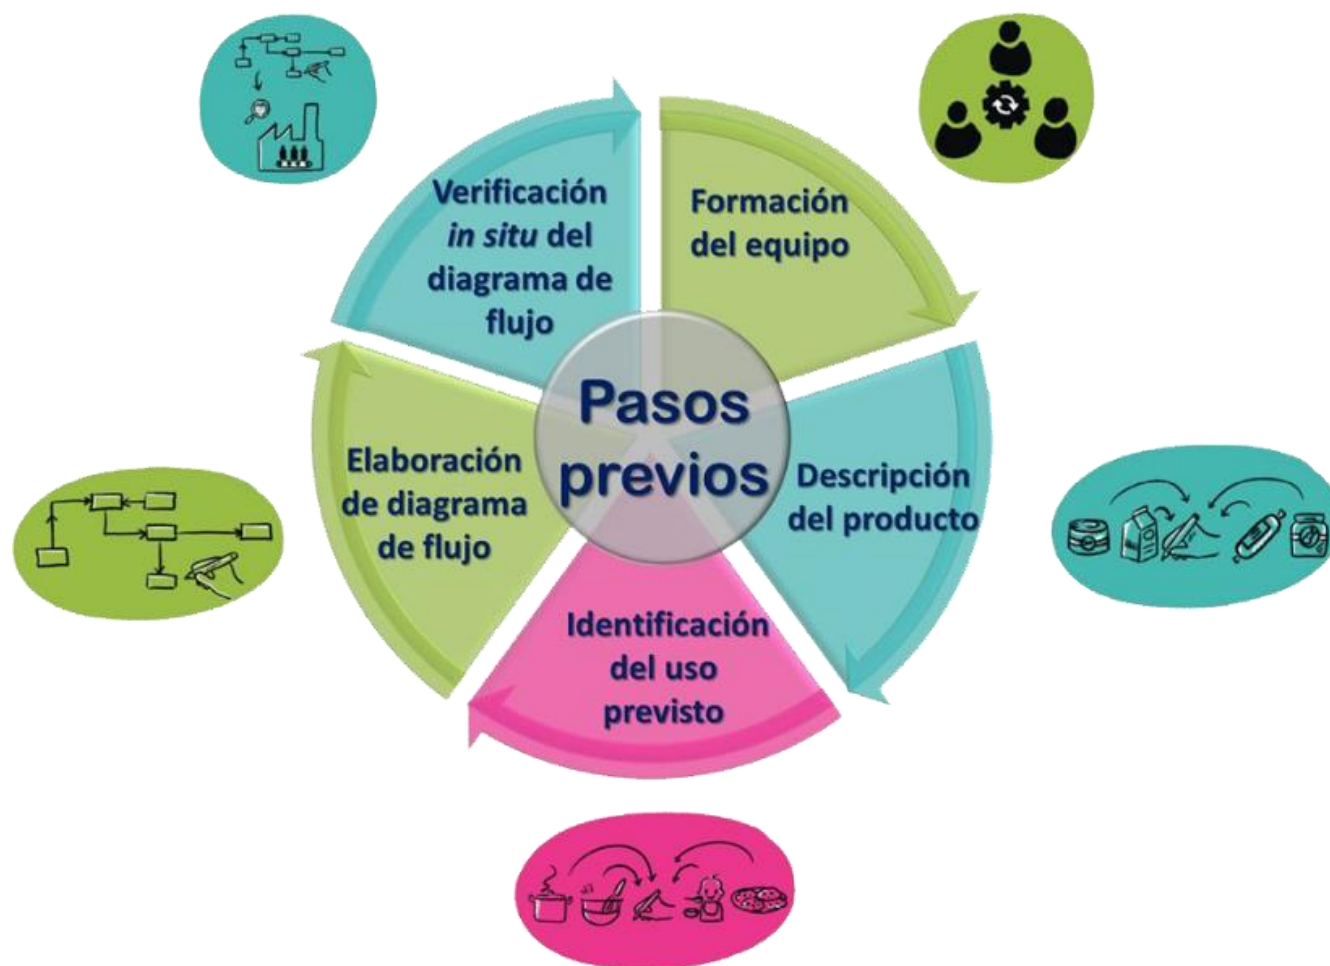 Pasos
previos
Formación
del equipo
Descripción
del producto
Identificación
del uso
previsto
Elaboración
de diagrama
de flujo
Verificación
in situ del
diagrama de
flujo